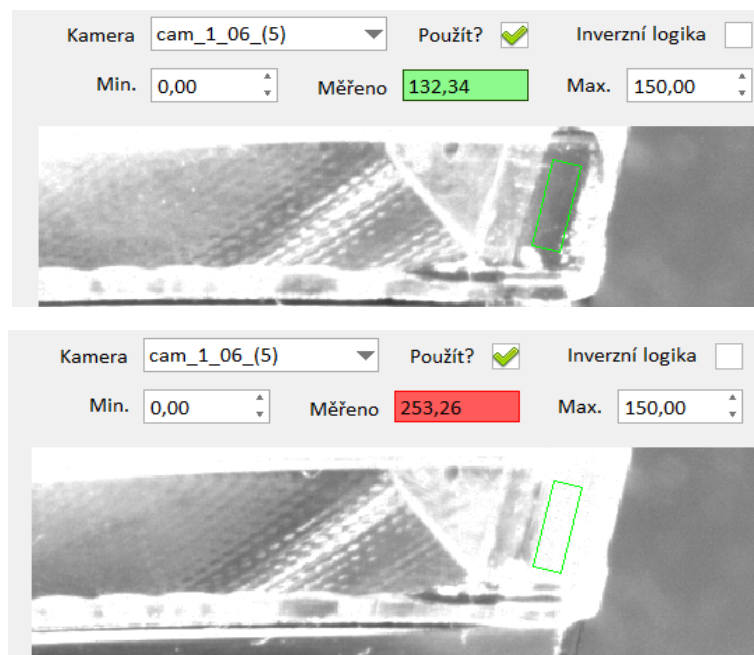 Kamera cam_1_06_(5) Použít? Inverzní logika
Min. 0,00 Měřeno 132,34 Max. 150,00
Kamera cam_1_06_(5) Použít? Inverzní logika
Min. 0,00 Měřeno 253,26 Max. 150,00